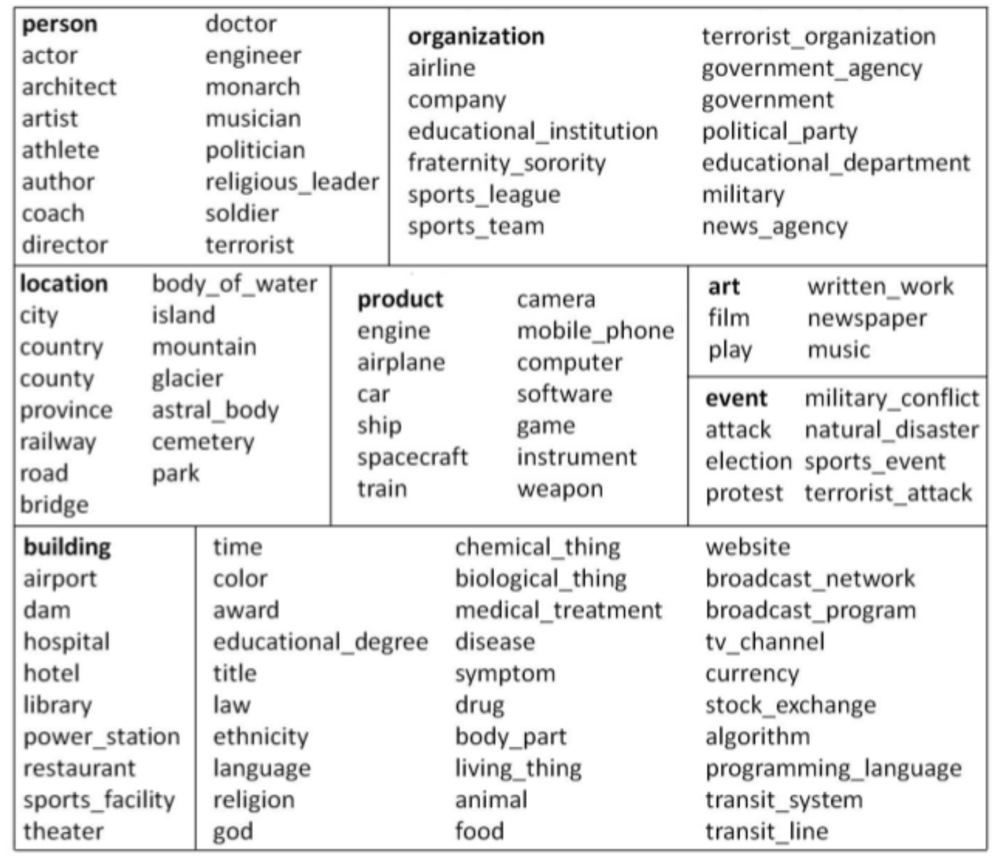 person doctor
actor engineer
architect monarch
artist musician
athlete politician
author religious_leader
coach soldier
director terrorist
organization terrorist_organization
airline government_agency
company government
educational_institution political_party
fraternity_sorority educational_department
sports_league military
sports_team news_agency
location body_of_water
city island
country mountain
county glacier
province astral_body
railway cemetery
road park
bridge
product camera
engine mobile_phone
airplane computer
car software
ship game
spacecraft instrument
train weapon
art written_work
film newspaper
play music
event military_conflict
attack natural_disaster
election sports_event
protest terrorist_attack
building
airport
dam
hospital
hotel
library
power_station
restaurant
sports_facility
theater
time chemical_thing website
color biological_thing broadcast_network
award medical_treatment broadcast_program
educational_degree disease tv_channel
title symptom currency
law drug stock_exchange
ethnicity body_part algorithm
language living_thing programming_language
religion animal transit_system
god food transit_line